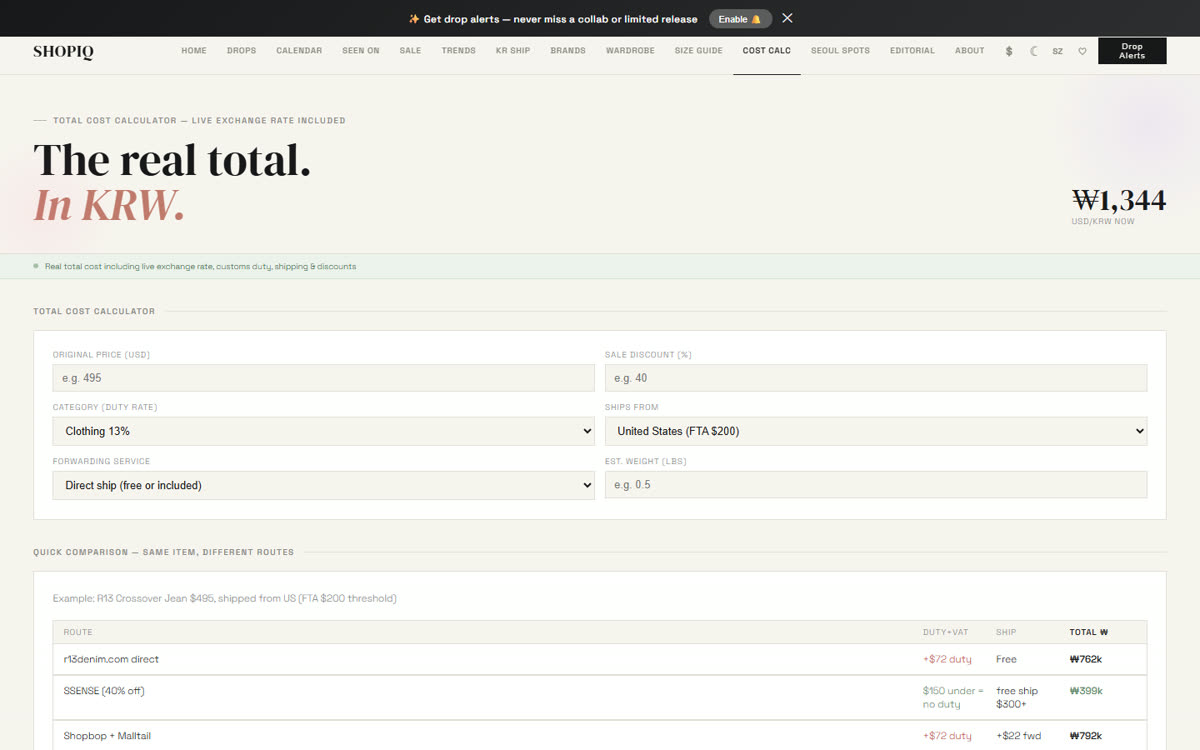 ✨ Get drop alerts — never miss a collab or limited release Enable 🔔 ✕
SHOPIQ HOME DROPS CALENDAR SEEN ON SALE TRENDS KR SHIP BRANDS WARDROBE SIZE GUIDE COST CALC SEOUL SPOTS EDITORIAL ABOUT $ ☾ SZ ♡ Drop
Alerts
TOTAL COST CALCULATOR — LIVE EXCHANGE RATE INCLUDED
The real total.
In KRW.
₩1,344
USD/KRW NOW
Real total cost including live exchange rate, customs duty, shipping & discounts
TOTAL COST CALCULATOR
ORIGINAL PRICE (USD) SALE DISCOUNT (%)
e.g. 495 e.g. 40
CATEGORY (DUTY RATE) SHIPS FROM
Clothing 13% United States (FTA $200)
FORWARDING SERVICE EST. WEIGHT (LBS)
Direct ship (free or included) e.g. 0.5
QUICK COMPARISON — SAME ITEM, DIFFERENT ROUTES
Example: R13 Crossover Jean $495, shipped from US (FTA $200 threshold)
ROUTE DUTY+VAT SHIP TOTAL ₩
r13denim.com direct +$72 duty Free ₩762k
SSENSE (40% off) $150 under = free ship ₩399k
no duty $300+
Shopbop + Malltail +$72 duty +$22 fwd ₩792k